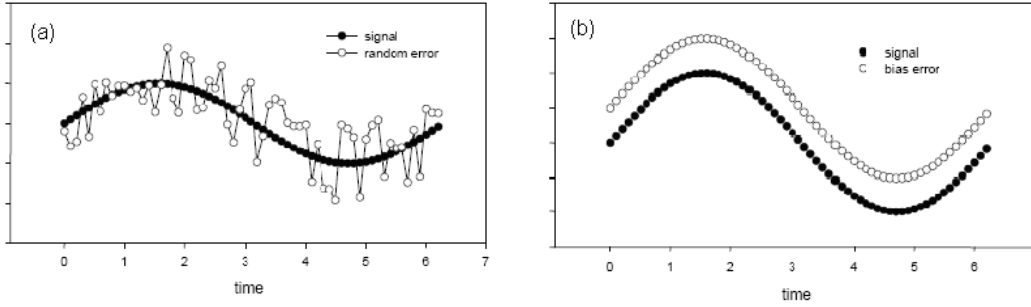 (a)
signal
random error
0 1 2 3 4 5 6 7
time
(b)
signal
bias error
0 1 2 3 4 5 6
time